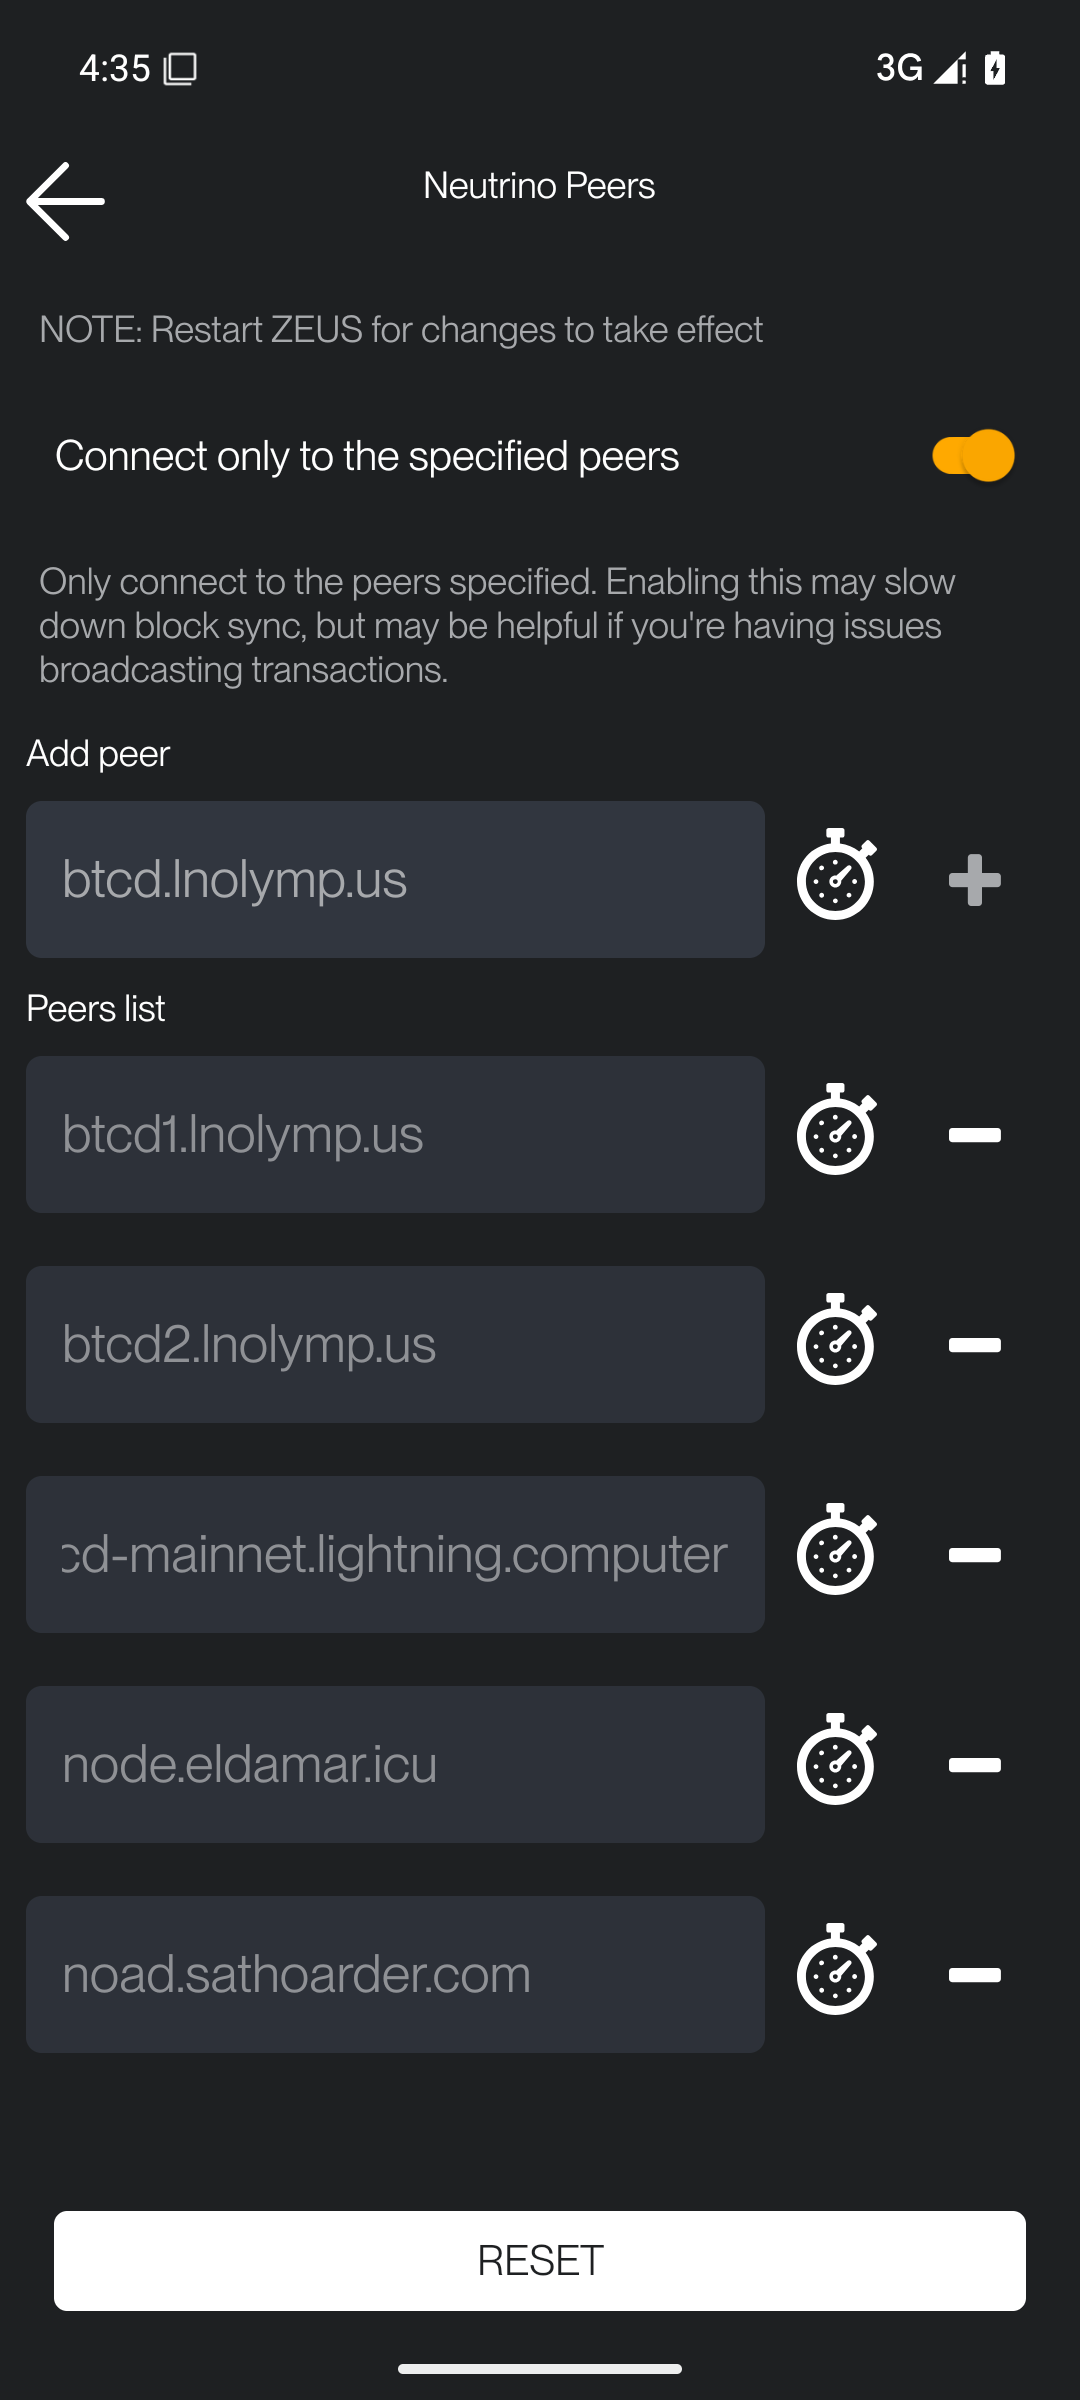 4:35
3G
Neutrino Peers
NOTE: Restart ZEUS for changes to take effect
Connect only to the specified peers
Only connect to the peers specified. Enabling this may slow
down block sync, but may be helpful if you're having issues
broadcasting transactions.
Add peer
btcd.lnolymp.us
Peers list
btcd1.lnolymp.us
btcd2.lnolymp.us
cd-mainnet.lightning.computer
node.eldamar.icu
noad.sathoarder.com
RESET